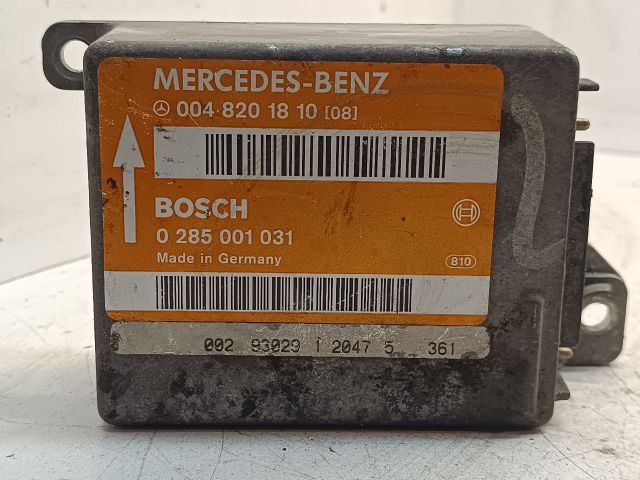 MERCEDES-BENZ
004 820 18 10 [08]
BOSCH
0 285 001 031
Made in Germany
810
002 93029 1 2047 5 361